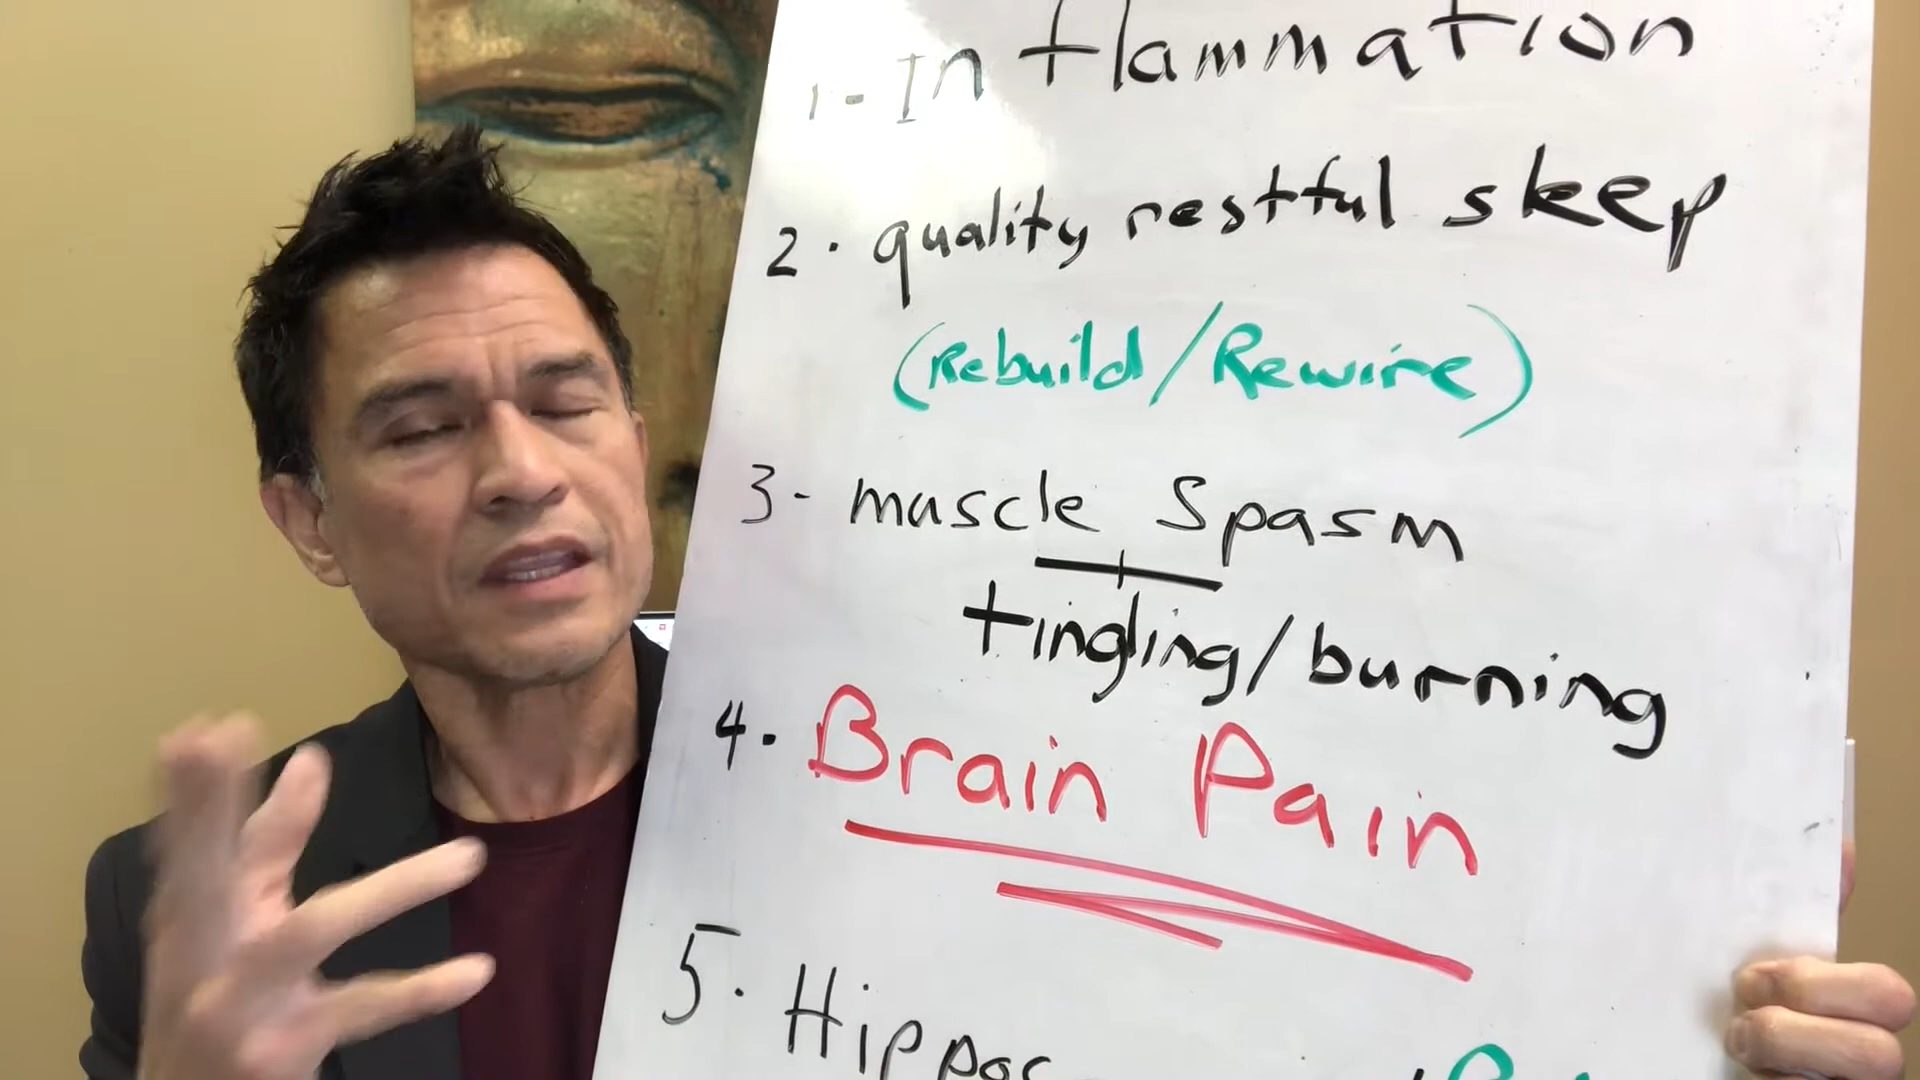 1- Inflammation
2. quality restful sleep
(Rebuild/Rewire)
3- muscle spasm
tingling/burning
4. Brain Pain
5.